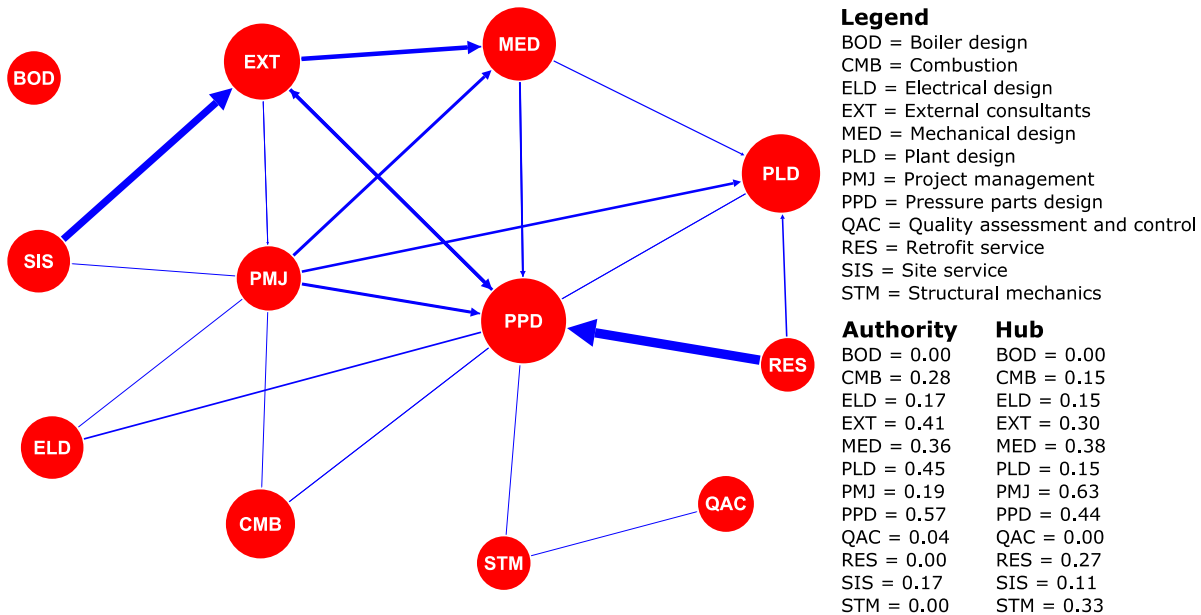 EXT
MED
BOD
PLD
SIS
PMJ
PPD
RES
ELD
CMB
QAC
STM
Legend
BOD = Boiler design
CMB = Combustion
ELD = Electrical design
EXT = External consultants
MED = Mechanical design
PLD = Plant design
PMJ = Project management
PPD = Pressure parts design
QAC = Quality assessment and control
RES = Retrofit service
SIS = Site service
STM = Structural mechanics
Authority
BOD = 0.00
CMB = 0.28
ELD = 0.17
EXT = 0.41
MED = 0.36
PLD = 0.45
PMJ = 0.19
PPD = 0.57
QAC = 0.04
RES = 0.00
SIS = 0.17
STM = 0.00
Hub
BOD = 0.00
CMB = 0.15
ELD = 0.15
EXT = 0.30
MED = 0.38
PLD = 0.15
PMJ = 0.63
PPD = 0.44
QAC = 0.00
RES = 0.27
SIS = 0.11
STM = 0.33